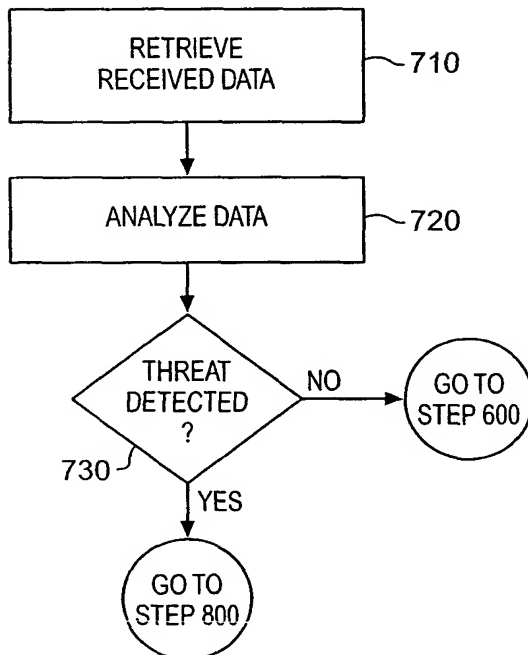 RETRIEVE
RECEIVED DATA
710
ANALYZE DATA
720
THREAT
DETECTED
?
730
NO
GO TO
STEP 600
YES
GO TO
STEP 800